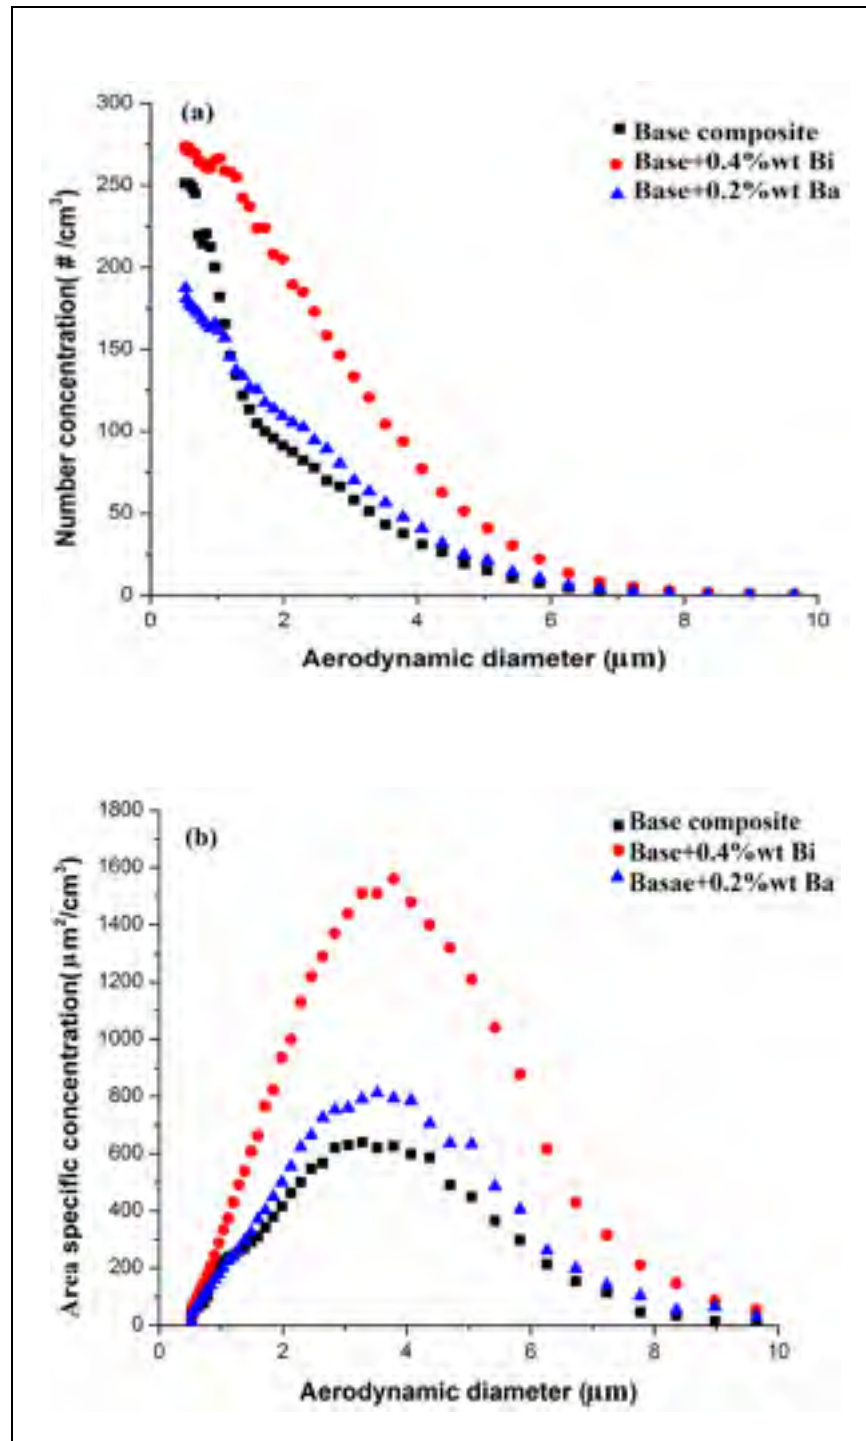 (a)
Base composite
Base+0.4%wt Bi
Base+0.2%wt Ba
300
250
200
150
100
50
0
Number concentration( # /cm³)
0 2 4 6 8 10
Aerodynamic diameter (μm)
(b)
Base composite
Base+0.4%wt Bi
Basae+0.2%wt Ba
1800
1600
1400
1200
1000
800
600
400
200
0
Area specific concentration( μm²/cm³)
0 2 4 6 8 10
Aerodynamic diameter (μm)